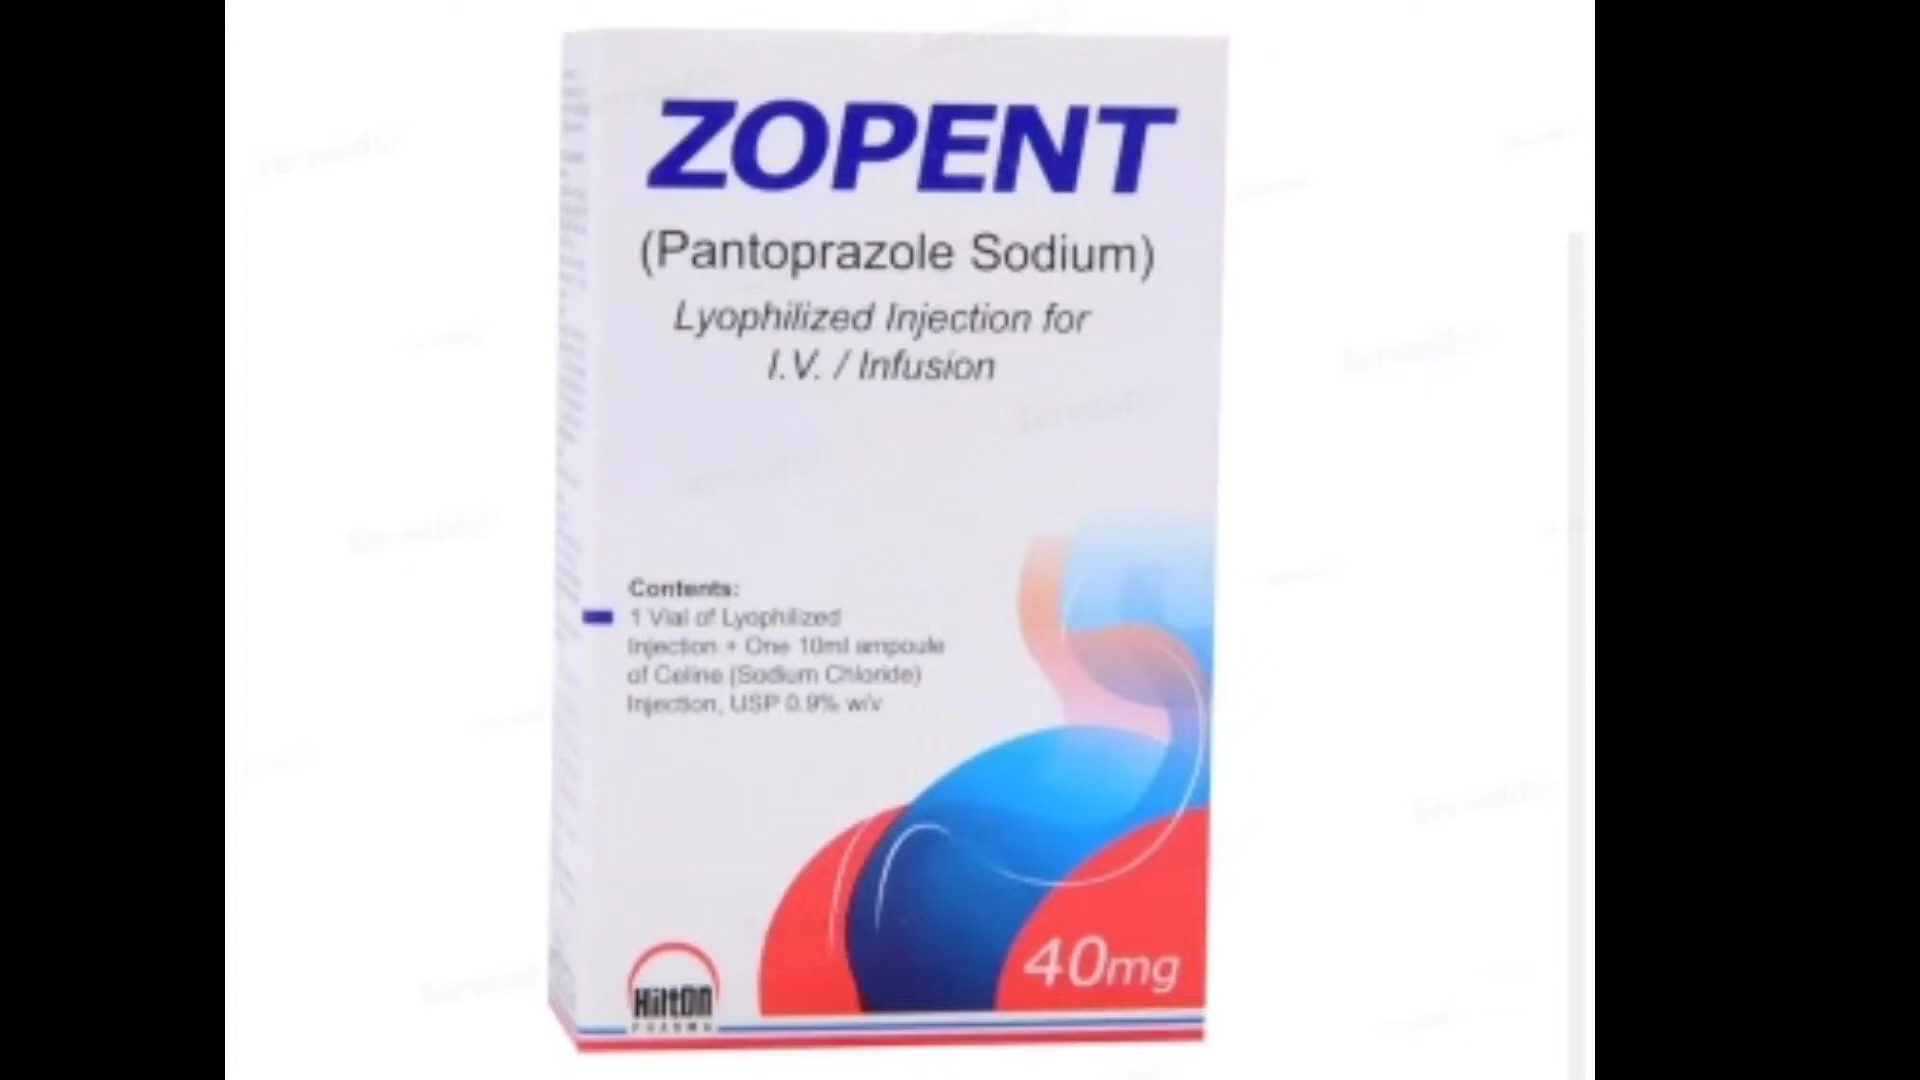 ZOPENT
(Pantoprazole Sodium)
Lyophilized Injection for
I.V. / Infusion
Contents:
1 Vial of Lyophilized
Injection + One 10ml ampoule
of Celine (Sodium Chloride)
Injection, USP 0.9% w/v
40mg
HiltON
PHARMA